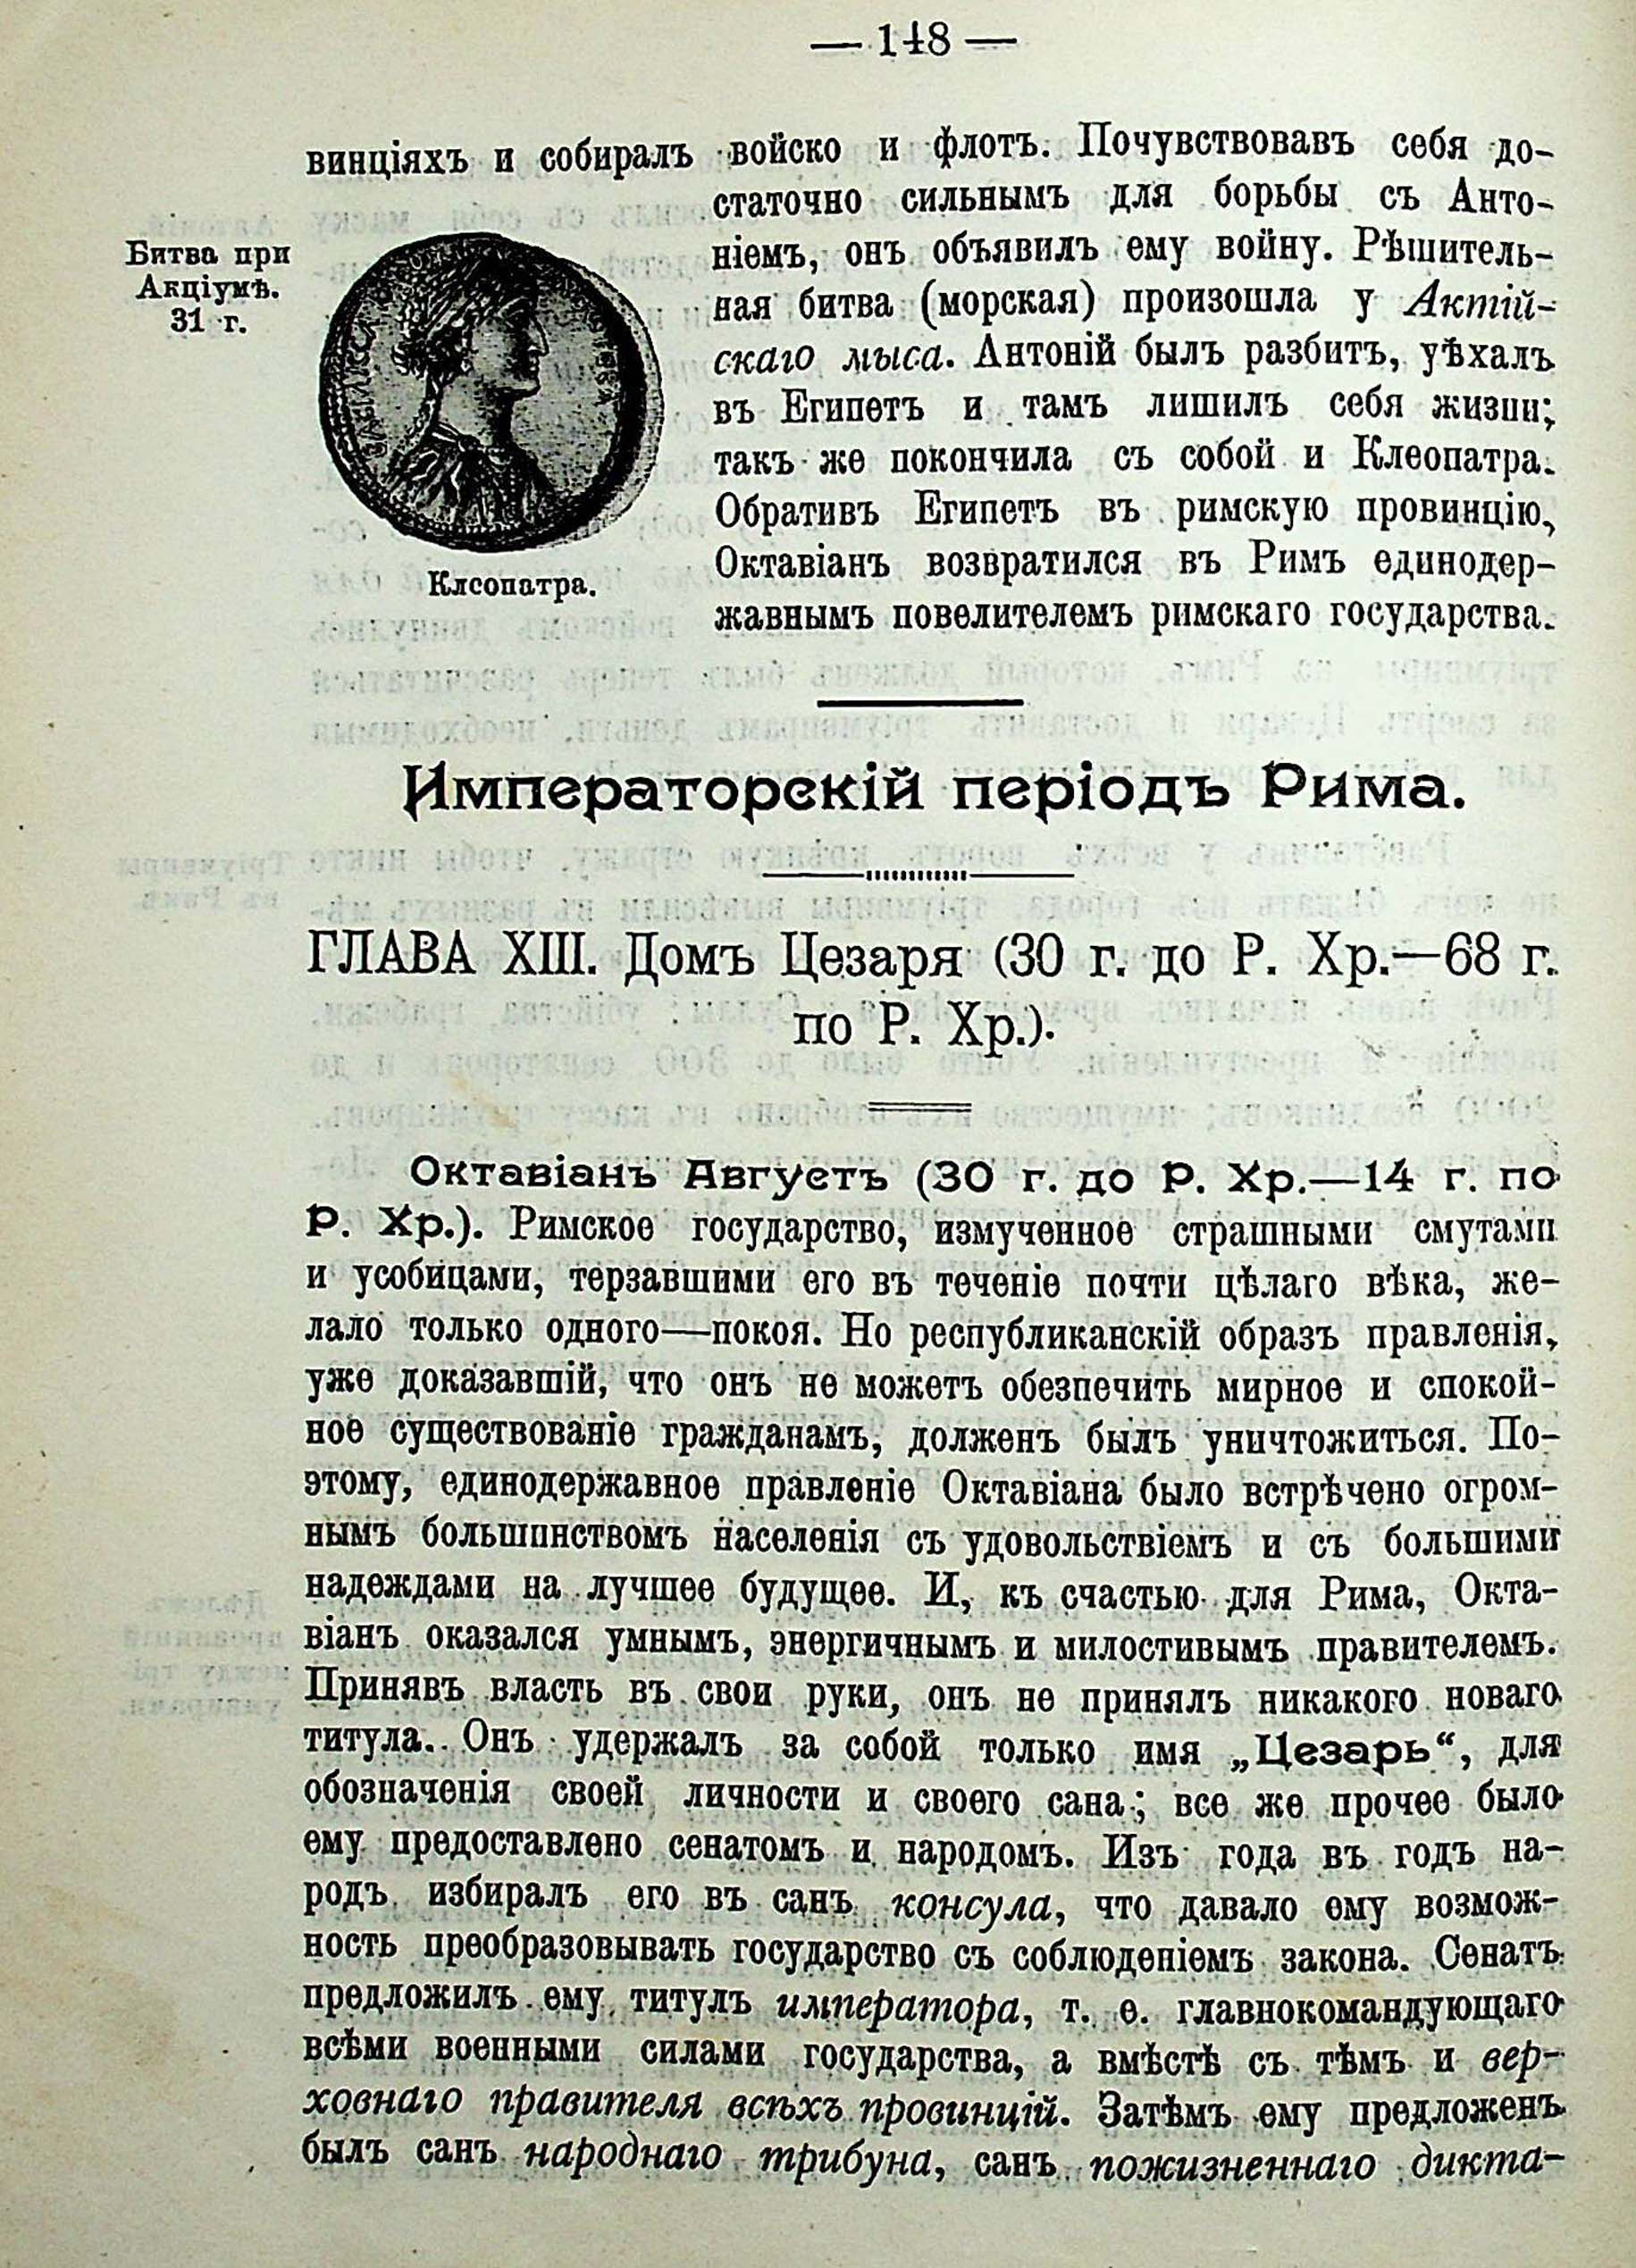 — 148 —
винціяхъ и собиралъ войско и флотъ. Почувствовавъ себя до-
статочно сильнымъ для борьбы съ Анто-
ніемъ, онъ объявилъ ему войну. Рѣшитель-
ная битва (морская) произошла у Актій-
скаго мыса. Антоній былъ разбитъ, уѣхалъ
въ Египетъ и тамъ лишилъ себя жизни;
такъ же покончила съ собой и Клеопатра.
Обративъ Египетъ въ римскую провинцію,
Октавіанъ возвратился въ Римъ единодер-
жавнымъ повелителемъ римскаго государства.
Битва при
Акціумѣ.
31 г.
Клеопатра.
Императорскій періодъ Рима.
ГЛАВА XIII. Домъ Цезаря (30 г. до Р. Хр.—68 г.
по Р. Хр.).
Октавіанъ Августъ (30 г. до Р. Хр.—14 г. по
Р. Хр.). Римское государство, измученное страшными смутами
и усобицами, терзавшими его въ теченіе почти цѣлаго вѣка, же-
лало только одного—покоя. Но республиканскій образъ правленія,
уже доказавшій, что онъ не можетъ обезпечить мирное и спокой-
ное существованіе гражданамъ, долженъ былъ уничтожиться. По-
этому, единодержавное правленіе Октавіана было встрѣчено огром-
нымъ большинствомъ населенія съ удовольствіемъ и съ большими
надеждами на лучшее будущее. И, къ счастью для Рима, Окта-
віанъ оказался умнымъ, энергичнымъ и милостивымъ правителемъ.
Принявъ власть въ свои руки, онъ не принялъ никакого новаго
титула. Онъ удержалъ за собой только имя „Цезарь“, для
обозначенія своей личности и своего сана; все же прочее было
ему предоставлено сенатомъ и народомъ. Изъ года въ годъ на-
родъ избиралъ его въ санъ консула, что давало ему возмож-
ность преобразовывать государство съ соблюденіемъ закона. Сенатъ
предложилъ ему титулъ императора, т. е. главнокомандующаго
всѣми военными силами государства, а вмѣстѣ съ тѣмъ и вер-
ховнаго правителя всѣхъ провинцій. Затѣмъ ему предложенъ
былъ санъ народнаго трибуна, санъ пожизненнаго дикта-